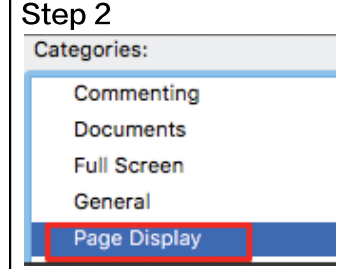 Step 2
Categories:
Commenting
Documents
Full Screen
General
Page Display